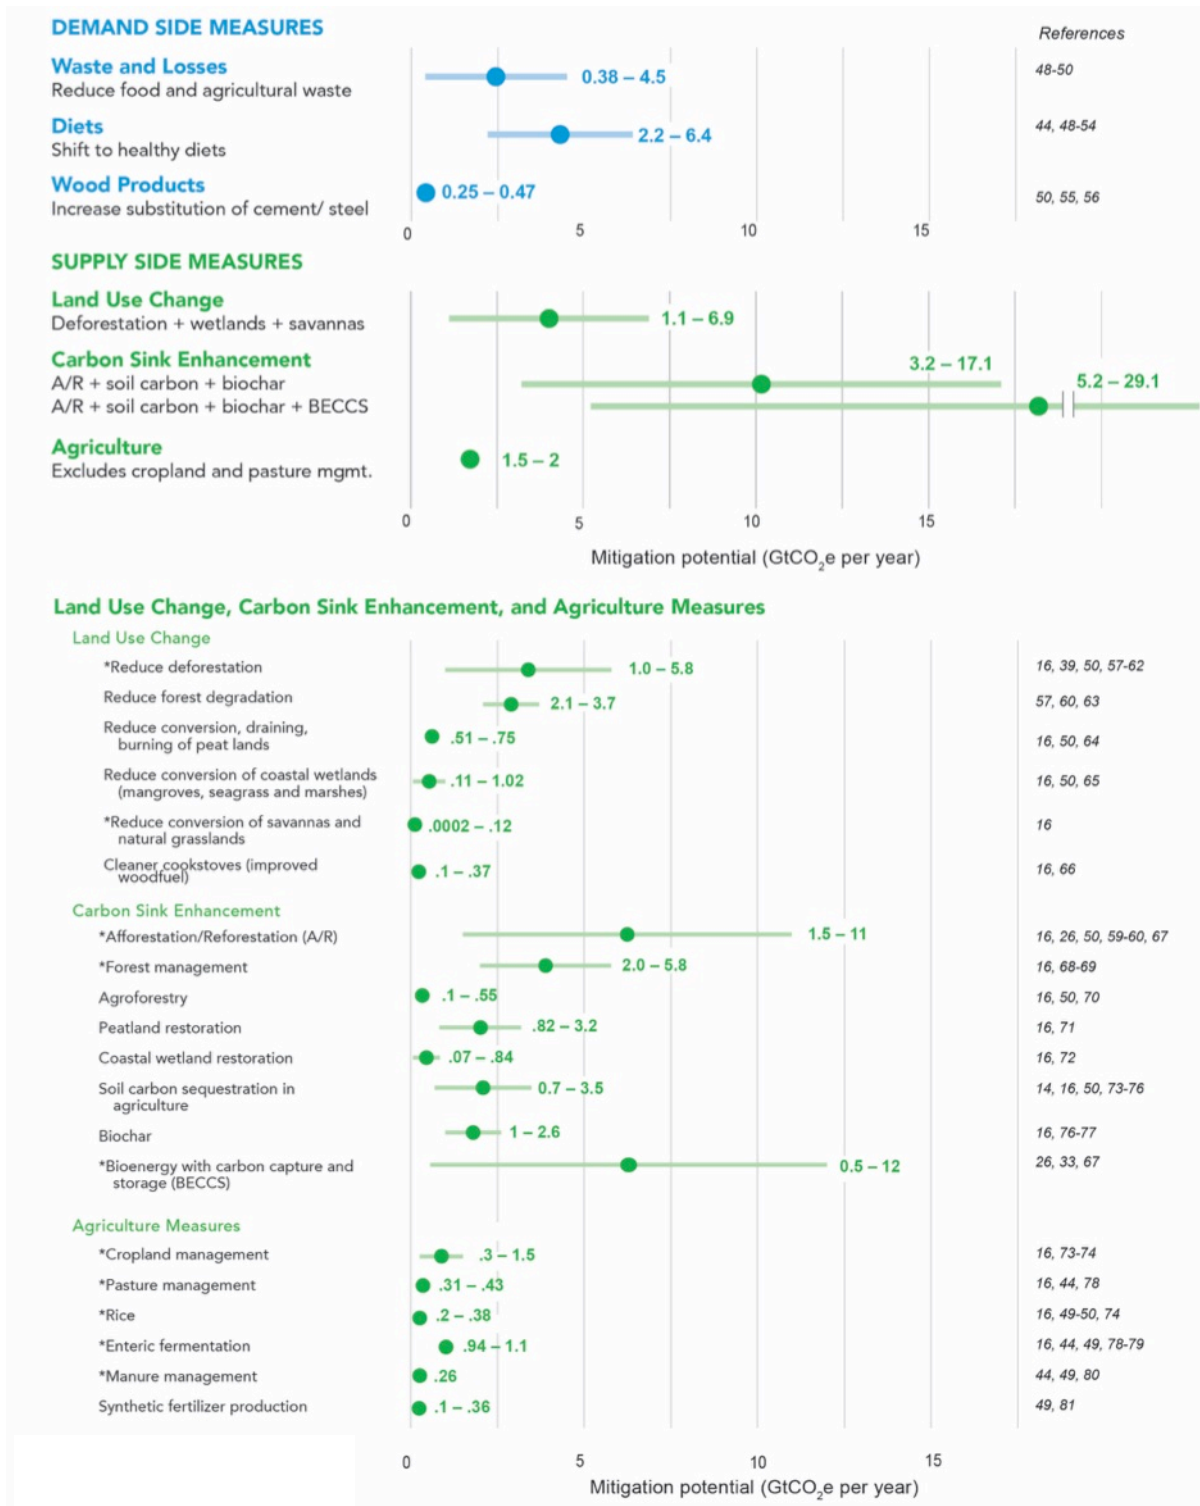 DEMAND SIDE MEASURES
References
Waste and Losses
Reduce food and agricultural waste
0.38 – 4.5
48-50
Diets
Shift to healthy diets
2.2 – 6.4
44, 48-54
Wood Products
Increase substitution of cement/ steel
0.25 – 0.47
50, 55, 56
0 5 10 15
SUPPLY SIDE MEASURES
Land Use Change
Deforestation + wetlands + savannas
1.1 – 6.9
Carbon Sink Enhancement
A/R + soil carbon + biochar
3.2 – 17.1
A/R + soil carbon + biochar + BECCS
5.2 – 29.1
Agriculture
Excludes cropland and pasture mgmt.
1.5 – 2
0 5 10 15
Mitigation potential (GtCO₂e per year)
Land Use Change, Carbon Sink Enhancement, and Agriculture Measures
Land Use Change
*Reduce deforestation 1.0 – 5.8 16, 39, 50, 57-62
Reduce forest degradation 2.1 – 3.7 57, 60, 63
Reduce conversion, draining,
burning of peat lands
.51 – .75 16, 50, 64
Reduce conversion of coastal wetlands
(mangroves, seagrass and marshes)
.11 – 1.02 16, 50, 65
*Reduce conversion of savannas and
natural grasslands
.0002 – .12 16
Cleaner cookstoves (improved
woodfuel)
.1 – .37 16, 66
Carbon Sink Enhancement
*Afforestation/Reforestation (A/R) 1.5 – 11 16, 26, 50, 59-60, 67
*Forest management 2.0 – 5.8 16, 68-69
Agroforestry .1 – .55 16, 50, 70
Peatland restoration .82 – 3.2 16, 71
Coastal wetland restoration .07 – .84 16, 72
Soil carbon sequestration in
agriculture
0.7 – 3.5 14, 16, 50, 73-76
Biochar 1 – 2.6 16, 76-77
*Bioenergy with carbon capture and
storage (BECCS)
0.5 – 12 26, 33, 67
Agriculture Measures
*Cropland management .3 – 1.5 16, 73-74
*Pasture management .31 – .43 16, 44, 78
*Rice .2 – .38 16, 49-50, 74
*Enteric fermentation .94 – 1.1 16, 44, 49, 78-79
*Manure management .26 44, 49, 80
Synthetic fertilizer production .1 – .36 49, 81
0 5 10 15
Mitigation potential (GtCO₂e per year)